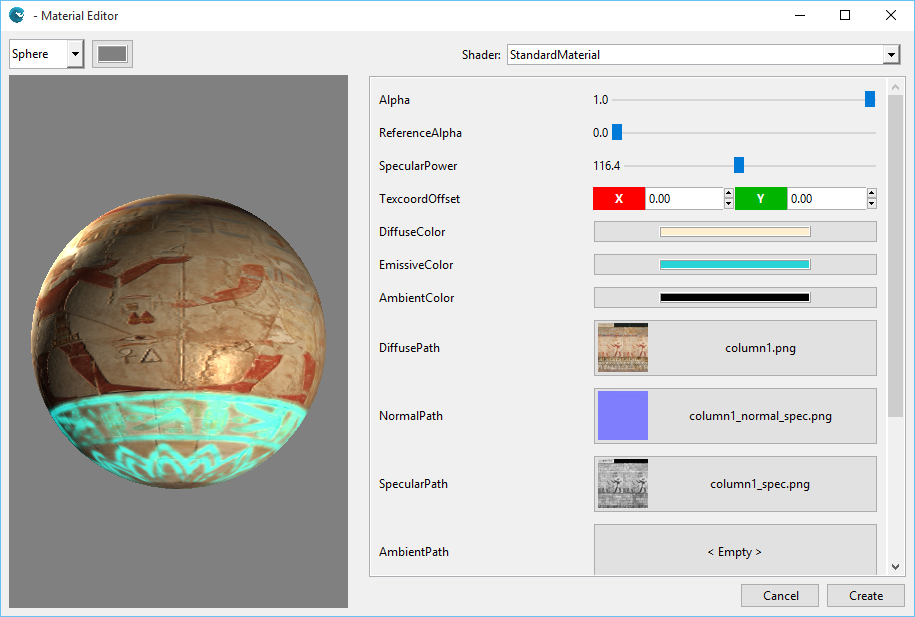 - Material Editor
Sphere
Shader: StandardMaterial
Alpha 1.0
ReferenceAlpha 0.0
SpecularPower 116.4
TexcoordOffset X 0.00 Y 0.00
DiffuseColor
EmissiveColor
AmbientColor
DiffusePath column1.png
NormalPath column1_normal_spec.png
SpecularPath column1_spec.png
AmbientPath < Empty >
Cancel Create